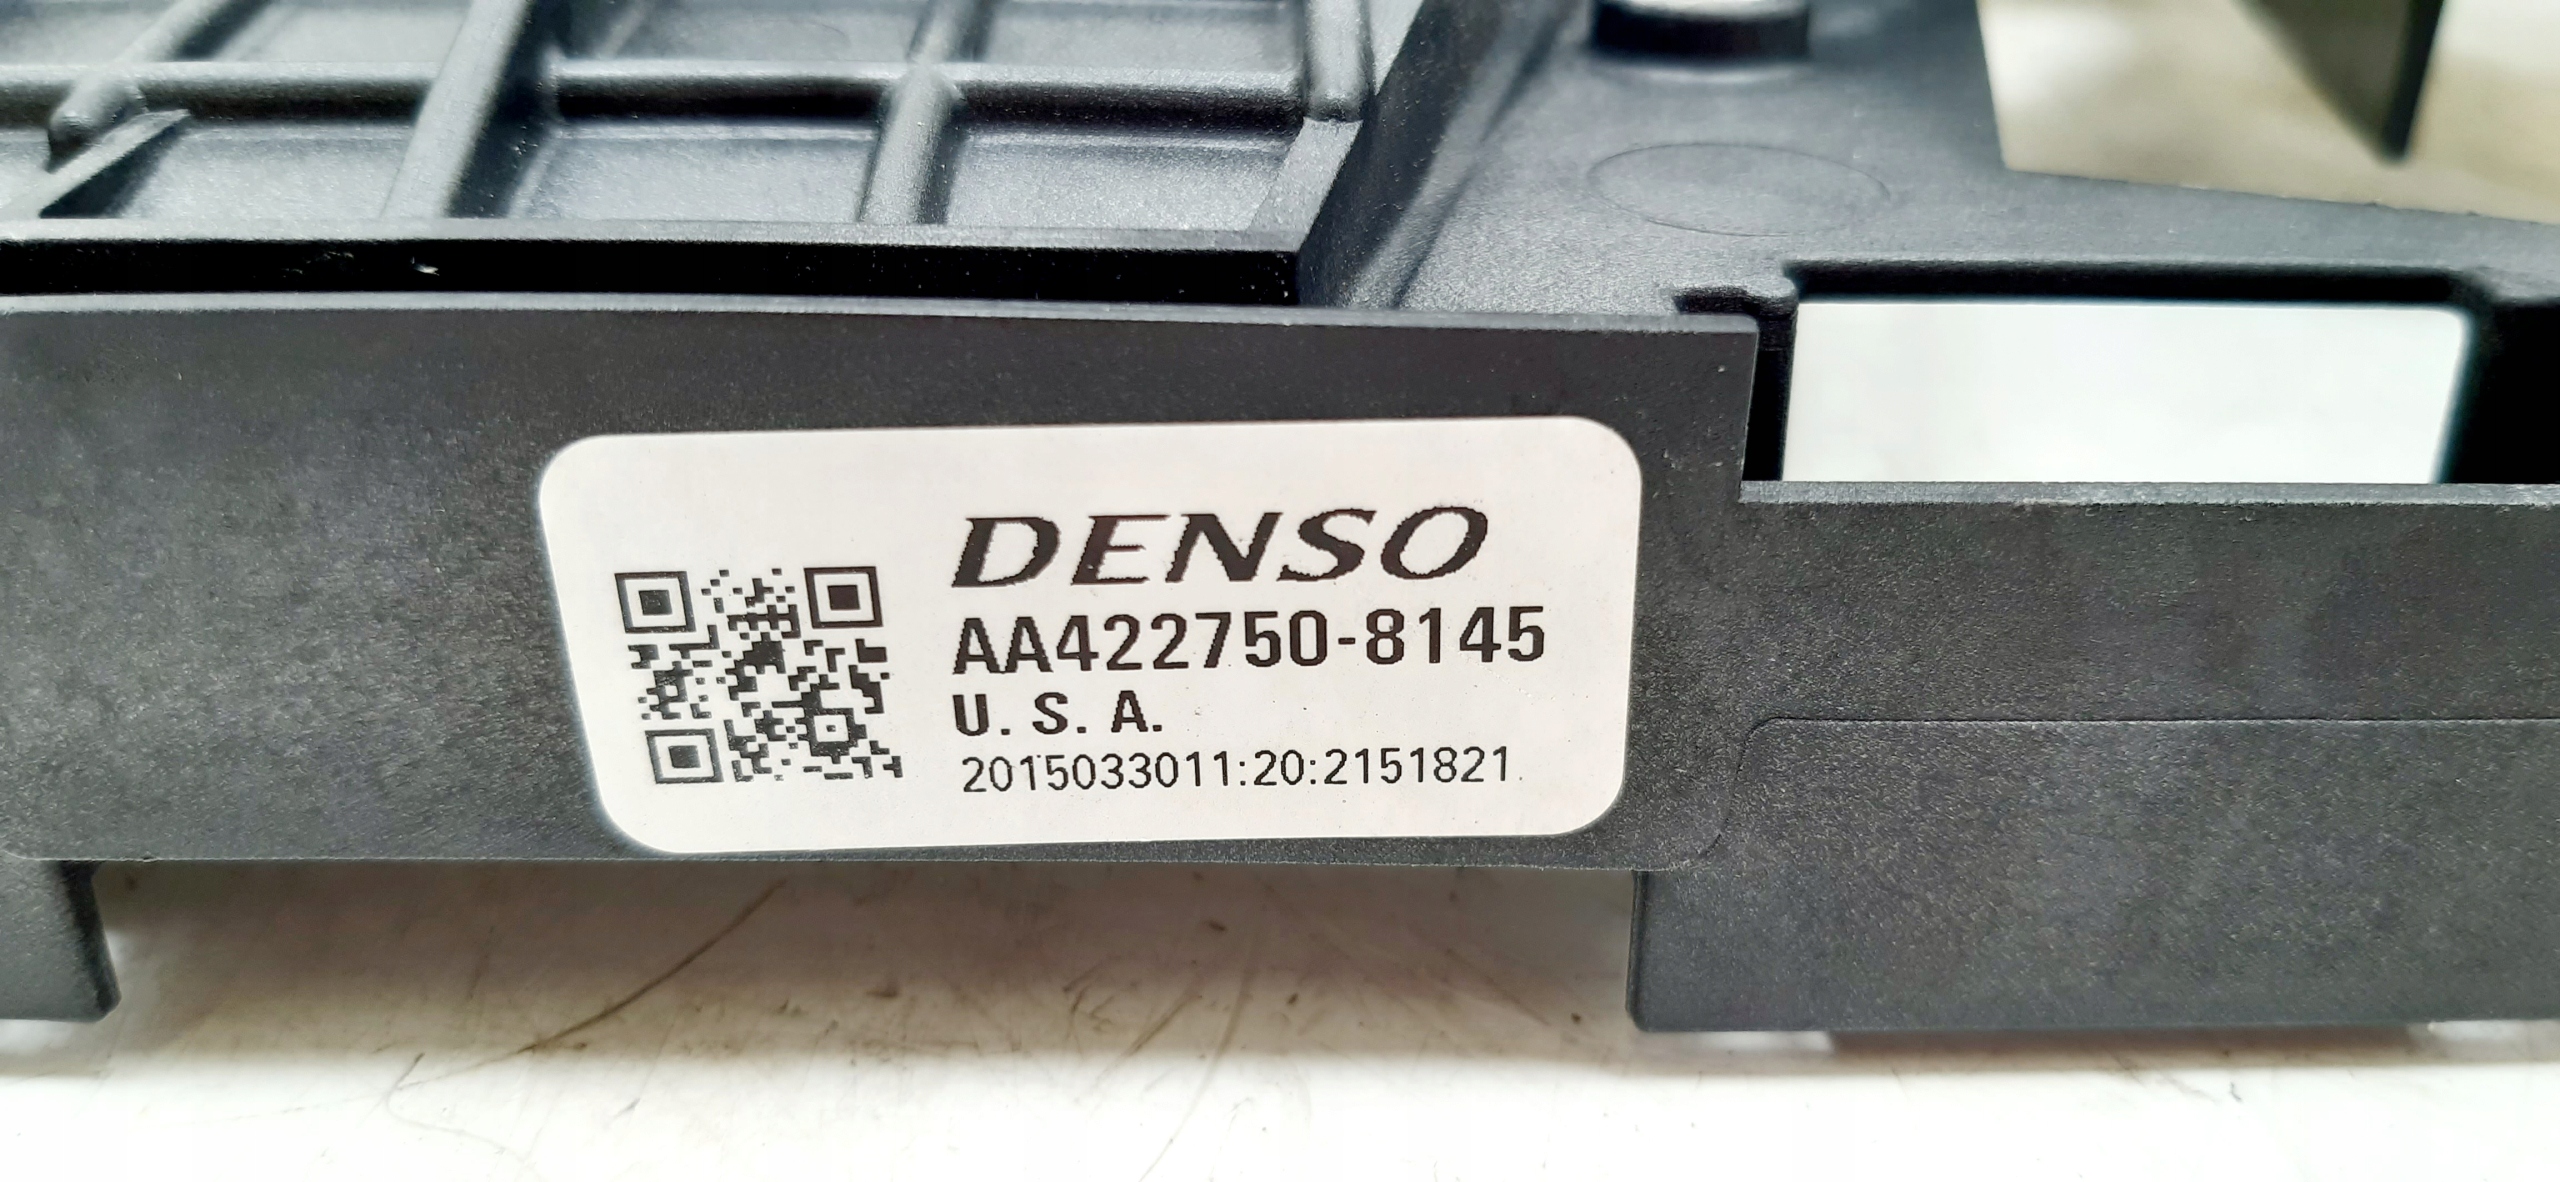 DENSO
AA422750-8145
U. S. A.
2015033011:20:2151821